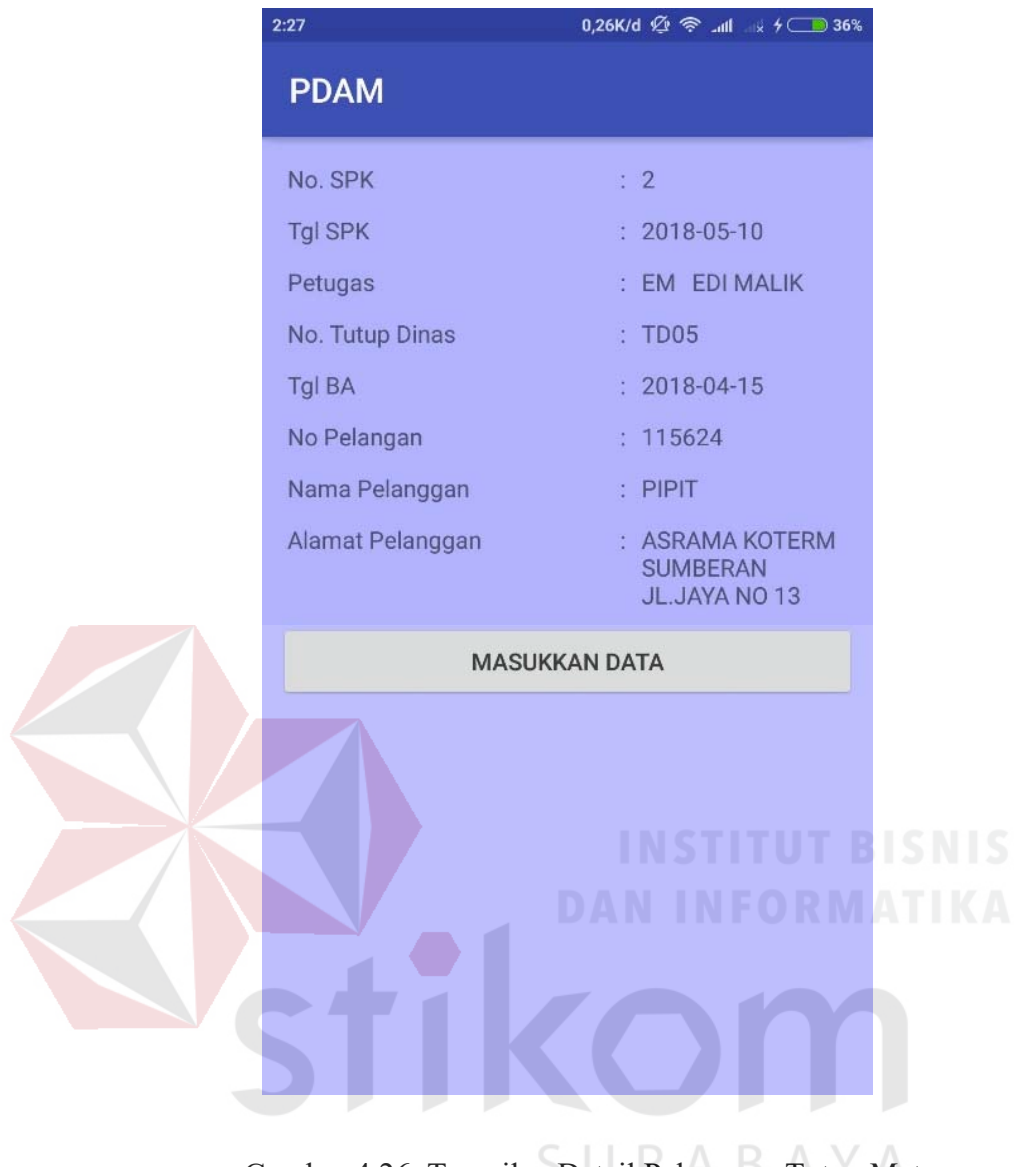 2:27 0,26K/d 36%
PDAM
No. SPK : 2
Tgl SPK : 2018-05-10
Petugas : EM EDI MALIK
No. Tutup Dinas : TD05
Tgl BA : 2018-04-15
No Pelangan : 115624
Nama Pelanggan : PIPIT
Alamat Pelanggan : ASRAMA KOTERM
SUMBERAN
JL.JAYA NO 13
MASUKKAN DATA
INSTITUT BISNIS
DAN INFORMATIKA
stikom
SURABAYA